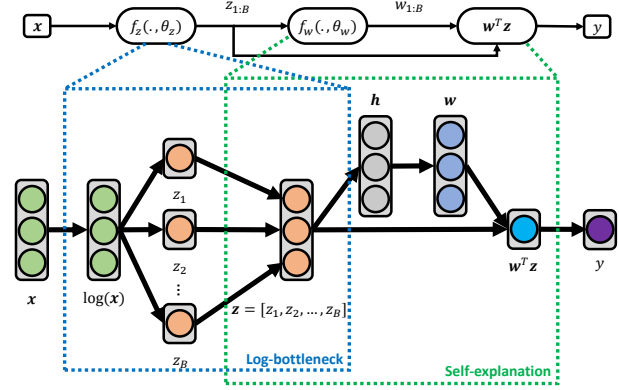 z_{1:B} w_{1:B}
x f_z(.,θ_z) f_w(.,θ_w) w^T z y
h w
z_1
z_2
x log(x) ⋮ w^T z y
z = [z_1, z_2, …, z_B]
z_B Log-bottleneck
Self-explanation